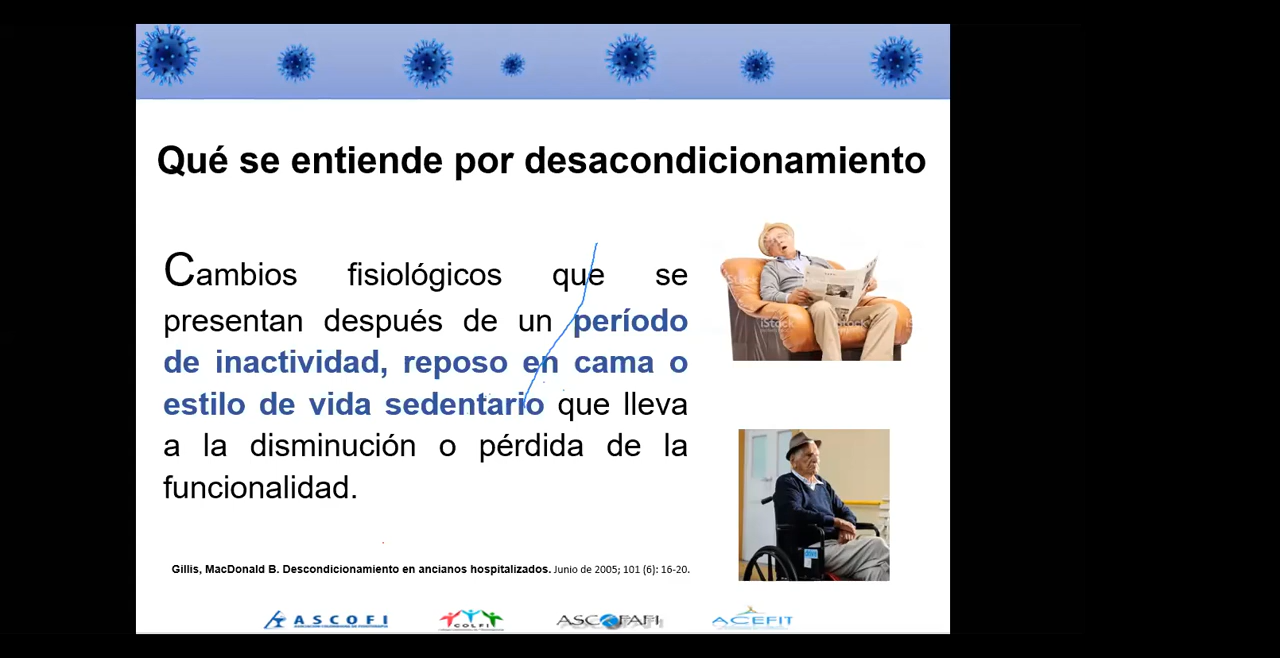 Qué se entiende por desacondicionamiento
Cambios fisiológicos que se
presentan después de un período
de inactividad, reposo en cama o
estilo de vida sedentario que lleva
a la disminución o pérdida de la
funcionalidad.
iStock
iStock
Gillis, MacDonald B. Descondicionamiento en ancianos hospitalizados. Junio de 2005; 101 (6): 16-20.
ASCOFI
COLFI
ASCOFAFI
ACEFIT